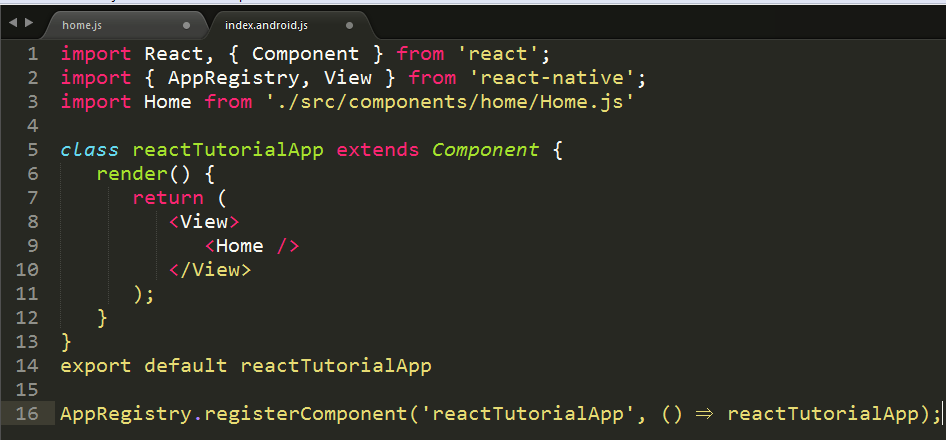 home.js
index.android.js
1 import React, { Component } from 'react';
2 import { AppRegistry, View } from 'react-native';
3 import Home from './src/components/home/Home.js'
4
5 class reactTutorialApp extends Component {
6 render() {
7 return (
8 <View>
9 <Home />
10 </View>
11 );
12 }
13 }
14 export default reactTutorialApp
15
16 AppRegistry.registerComponent('reactTutorialApp', () ⇒ reactTutorialApp);